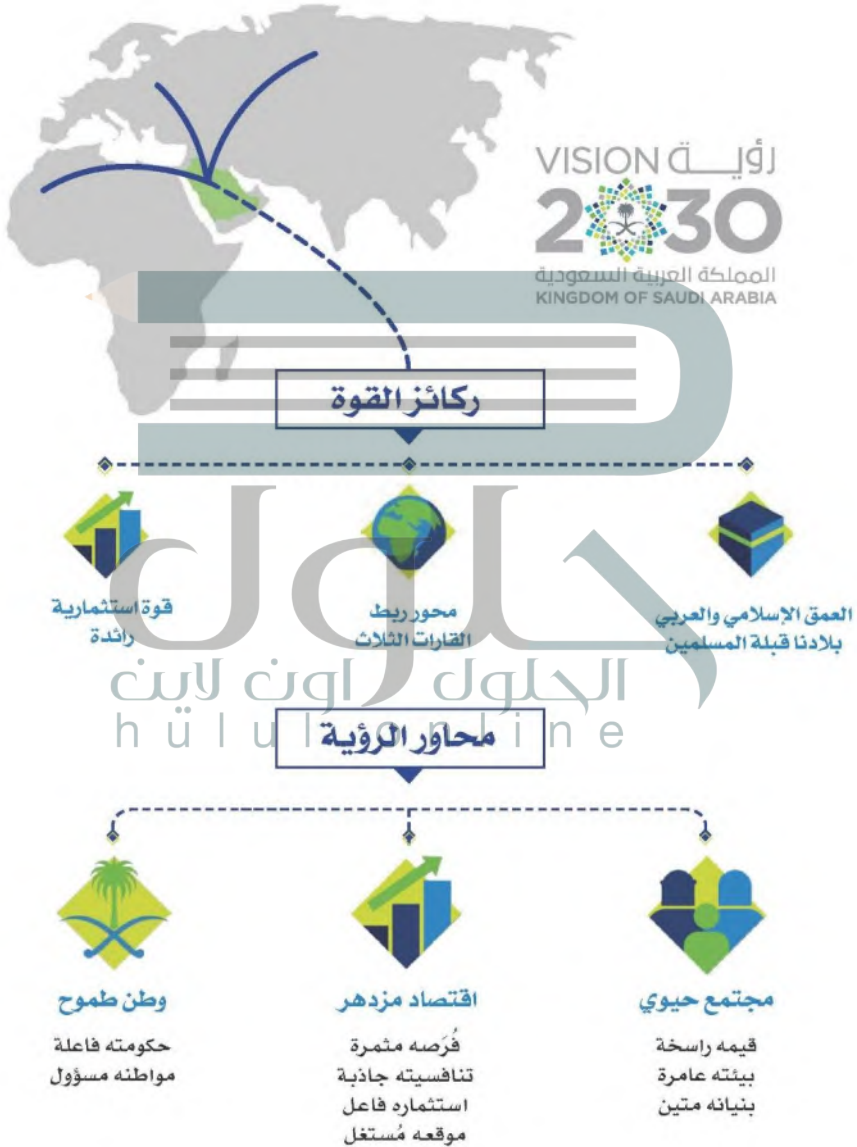 VISION رؤيــة
2030
المملكة العربية السعودية
KINGDOM OF SAUDI ARABIA
ركائز القوة
العمق الإسلامي والعربي
بلادنا قبلة المسلمين
محور ربط
القارات الثلاث
قوة استثمارية
رائدة
حلول
الحلول اون لاين
hululonline
محاور الرؤية
مجتمع حيوي
قيمه راسخة
بيئته عامرة
بنيانه متين
اقتصاد مزدهر
فُرَصه مثمرة
تنافسيته جاذبة
استثماره فاعل
موقعه مُستغل
وطن طموح
حكومته فاعلة
مواطنه مسؤول